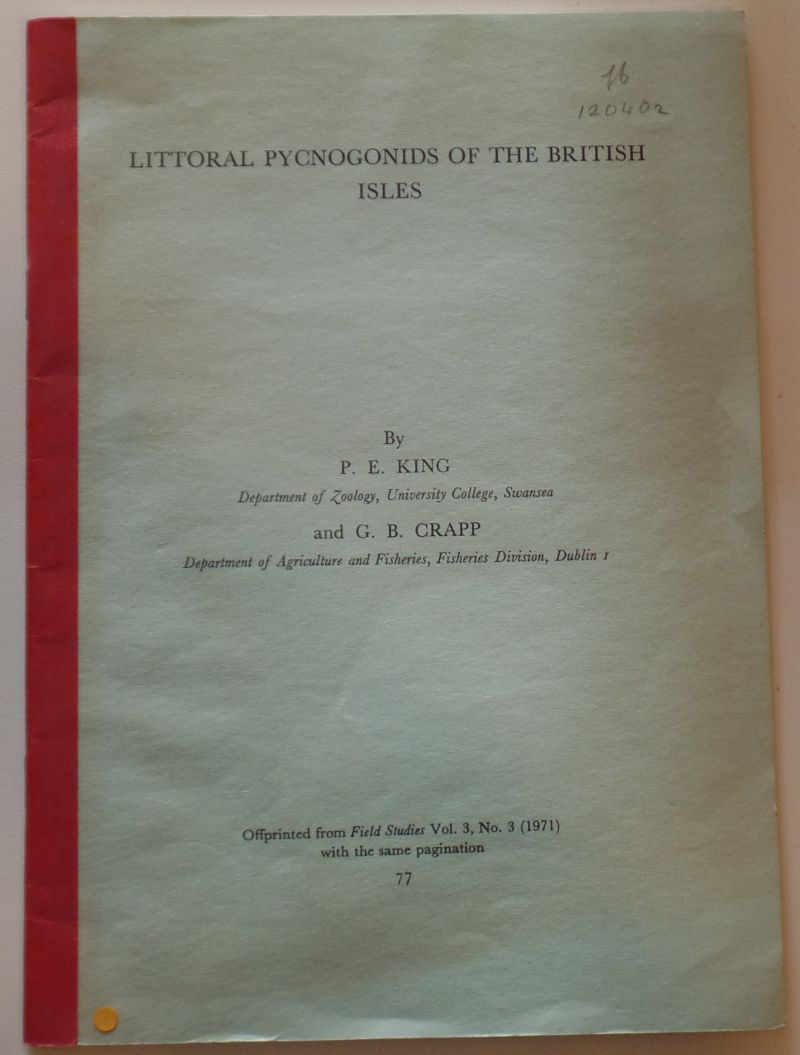 120402
LITTORAL PYCNOGONIDS OF THE BRITISH
ISLES
By
P. E. KING
Department of Zoology, University College, Swansea
and G. B. CRAPP
Department of Agriculture and Fisheries, Fisheries Division, Dublin 1
Offprinted from Field Studies Vol. 3, No. 3 (1971)
with the same pagination
77